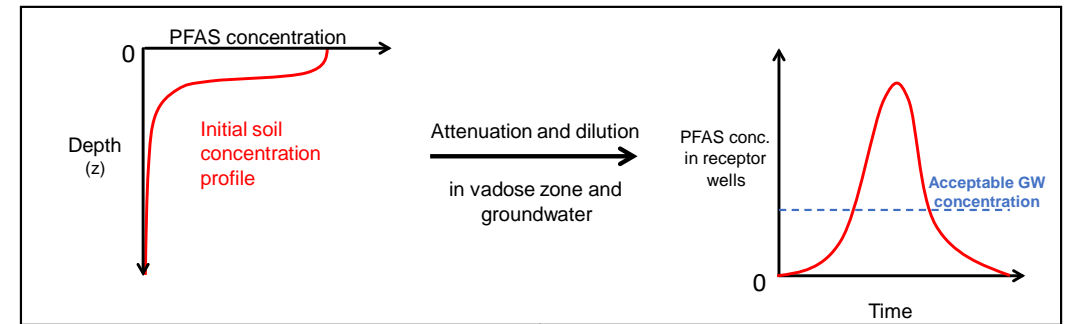 PFAS concentration
0
Depth
(z)
Initial soil
concentration
profile
Attenuation and dilution
in vadose zone and
groundwater
PFAS conc.
in receptor
wells
Acceptable GW
concentration
0
Time